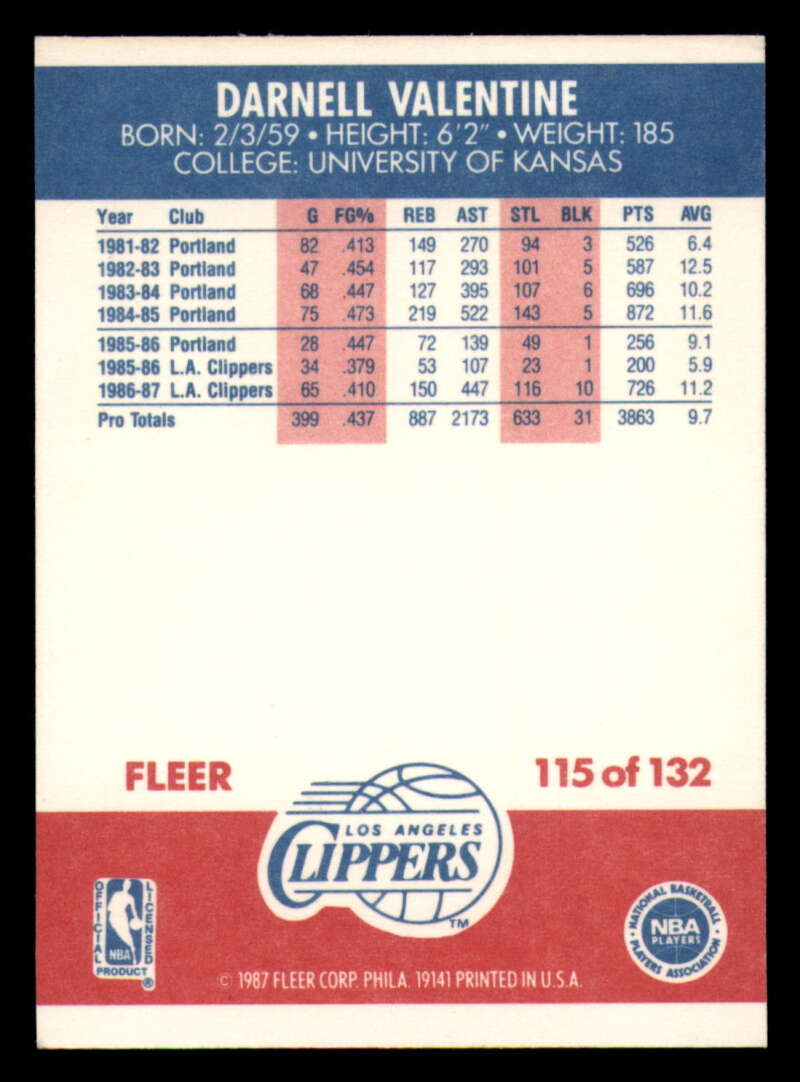 DARNELL VALENTINE
BORN: 2/3/59 • HEIGHT: 6'2" • WEIGHT: 185
COLLEGE: UNIVERSITY OF KANSAS
Year Club G FG% REB AST STL BLK PTS AVG
1981-82 Portland 82 .413 149 270 94 3 526 6.4
1982-83 Portland 47 .454 117 293 101 5 587 12.5
1983-84 Portland 68 .447 127 395 107 6 696 10.2
1984-85 Portland 75 .473 219 522 143 5 872 11.6
1985-86 Portland 28 .447 72 139 49 1 256 9.1
1985-86 L.A. Clippers 34 .379 53 107 23 1 200 5.9
1986-87 L.A. Clippers 65 .410 150 447 116 10 726 11.2
Pro Totals 399 .437 887 2173 633 31 3863 9.7
FLEER
115 of 132
LOS ANGELES
CLIPPERS
TM
OFFICIAL
LICENSED
NBA
PRODUCT
®
NATIONAL BASKETBALL
NBA
PLAYERS
PLAYERS ASSOCIATION
© 1987 FLEER CORP. PHILA. 19141 PRINTED IN U.S.A.